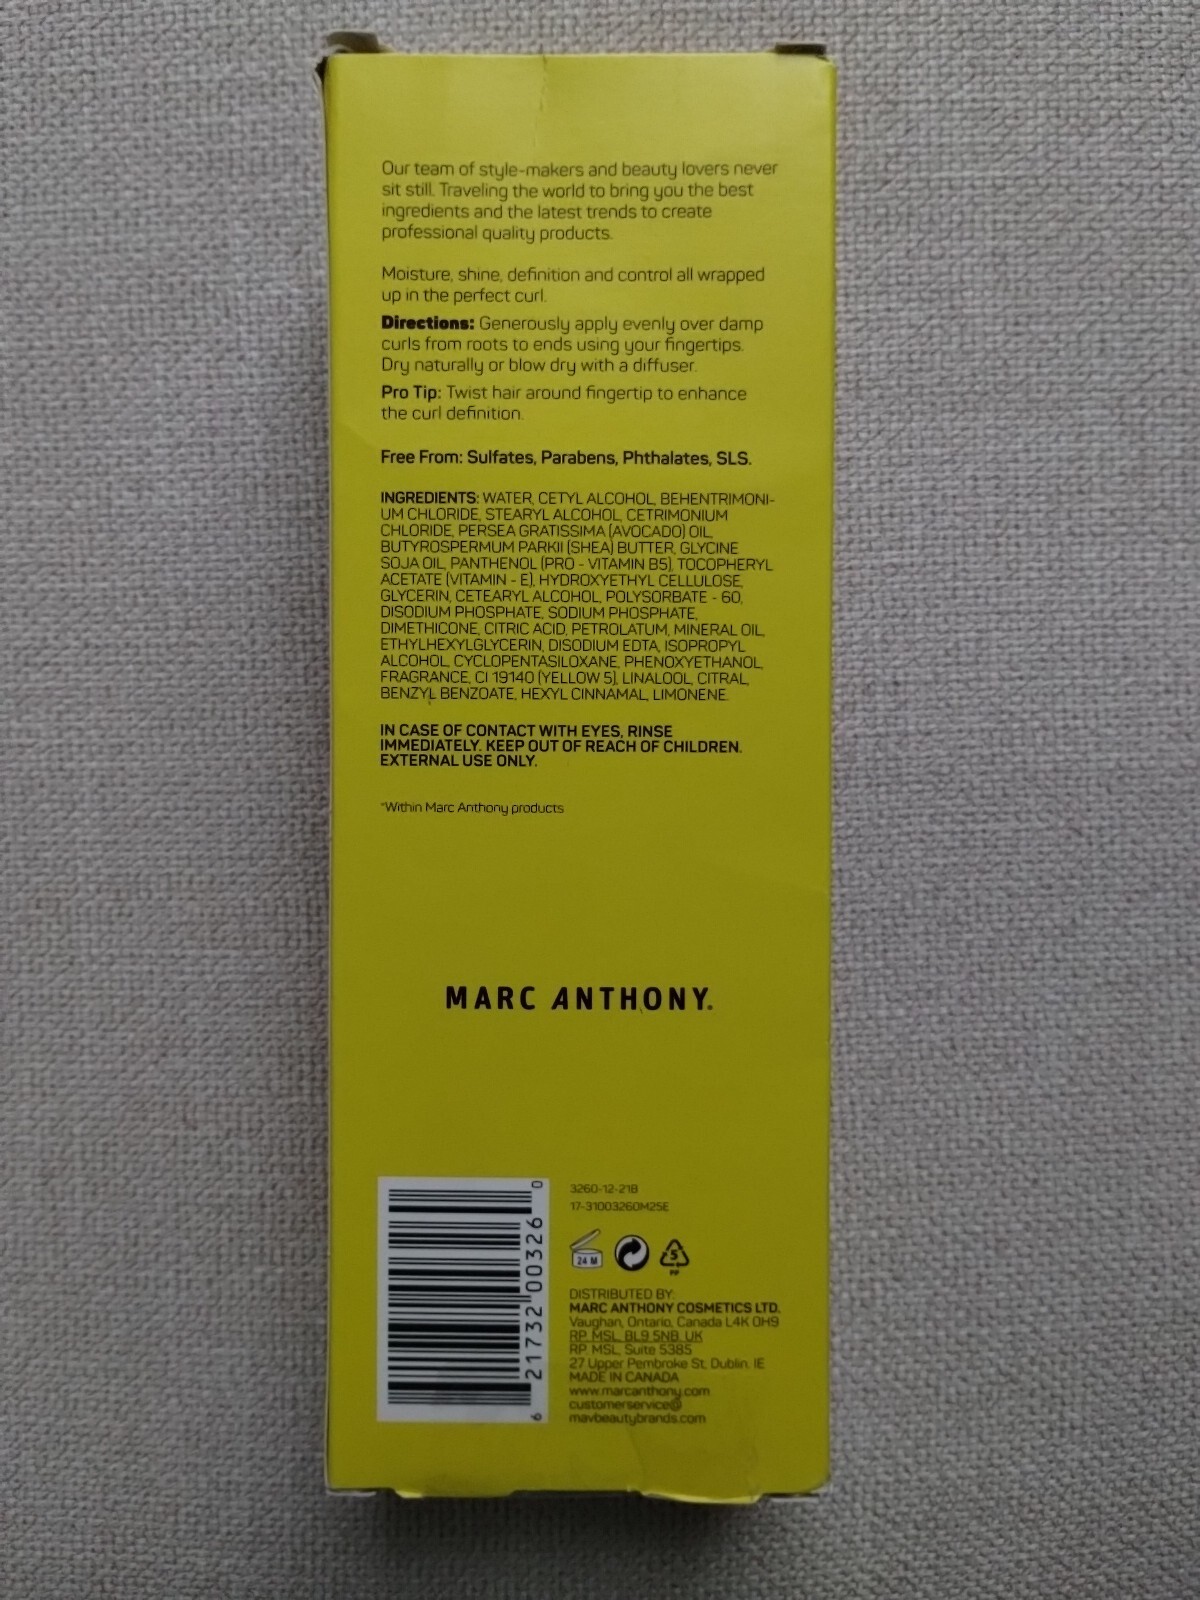 Our team of style-makers and beauty lovers never
sit still. Traveling the world to bring you the best
ingredients and the latest trends to create
professional quality products.
Moisture, shine, definition and control all wrapped
up in the perfect curl.
Directions: Generously apply evenly over damp
curls from roots to ends using your fingertips.
Dry naturally or blow dry with a diffuser.
Pro Tip: Twist hair around fingertip to enhance
the curl definition.
Free From: Sulfates, Parabens, Phthalates, SLS.
INGREDIENTS: WATER, CETYL ALCOHOL, BEHENTRIMONI-
UM CHLORIDE, STEARYL ALCOHOL, CETRIMONIUM
CHLORIDE, PERSEA GRATISSIMA (AVOCADO) OIL,
BUTYROSPERMUM PARKII (SHEA) BUTTER, GLYCINE
SOJA OIL, PANTHENOL (PRO - VITAMIN B5), TOCOPHERYL
ACETATE (VITAMIN - E), HYDROXYETHYL CELLULOSE,
GLYCERIN, CETEARYL ALCOHOL, POLYSORBATE - 60,
DISODIUM PHOSPHATE, SODIUM PHOSPHATE,
DIMETHICONE, CITRIC ACID, PETROLATUM, MINERAL OIL,
ETHYLHEXYLGLYCERIN, DISODIUM EDTA, ISOPROPYL
ALCOHOL, CYCLOPENTASILOXANE, PHENOXYETHANOL,
FRAGRANCE, CI 19140 (YELLOW 5), LINALOOL, CITRAL,
BENZYL BENZOATE, HEXYL CINNAMAL, LIMONENE.
IN CASE OF CONTACT WITH EYES, RINSE
IMMEDIATELY. KEEP OUT OF REACH OF CHILDREN.
EXTERNAL USE ONLY.
*Within Marc Anthony products
MARC ANTHONY.
6 21732 00326 0
3260-12-21B
17-31003260M25E
24 M
5
PP
DISTRIBUTED BY:
MARC ANTHONY COSMETICS LTD.
Vaughan, Ontario, Canada L4K 0H9
RP. MSL, BL9 5NB, UK
RP. MSL, Suite 5385
27 Upper Pembroke St, Dublin. IE
MADE IN CANADA
www.marcanthony.com
customerservice@
mavbeautybrands.com